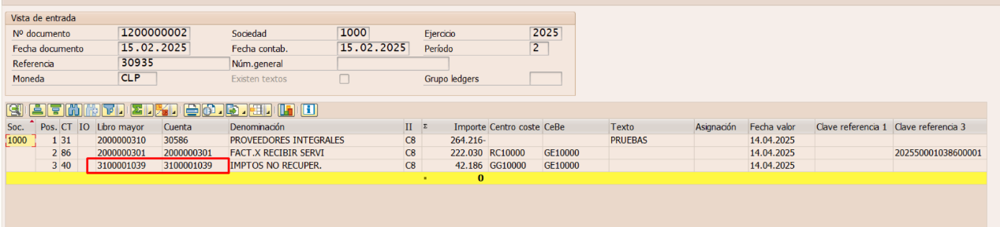 Vista de entrada
Nº documento 1200000002 Sociedad 1000 Ejercicio 2025
Fecha documento 15.02.2025 Fecha contab. 15.02.2025 Período 2
Referencia 30935 Núm.general
Moneda CLP Existen textos Grupo ledgers
Soc. Pos. CT IO Libro mayor Cuenta Denominación II Σ Importe Centro coste CeBe Texto Asignación Fecha valor Clave referencia 1 Clave referencia 3
1000 1 31 2000000310 30586 PROVEEDORES INTEGRALES C8 264.216- PRUEBAS 14.04.2025
2 86 2000000301 2000000301 FACT.X RECIBIR SERVI C8 222.030 RC10000 GE10000 14.04.2025 202550001038600001
3 40 3100001039 3100001039 IMPTOS NO RECUPER. C8 42.186 GG10000 GE10000 14.04.2025
0